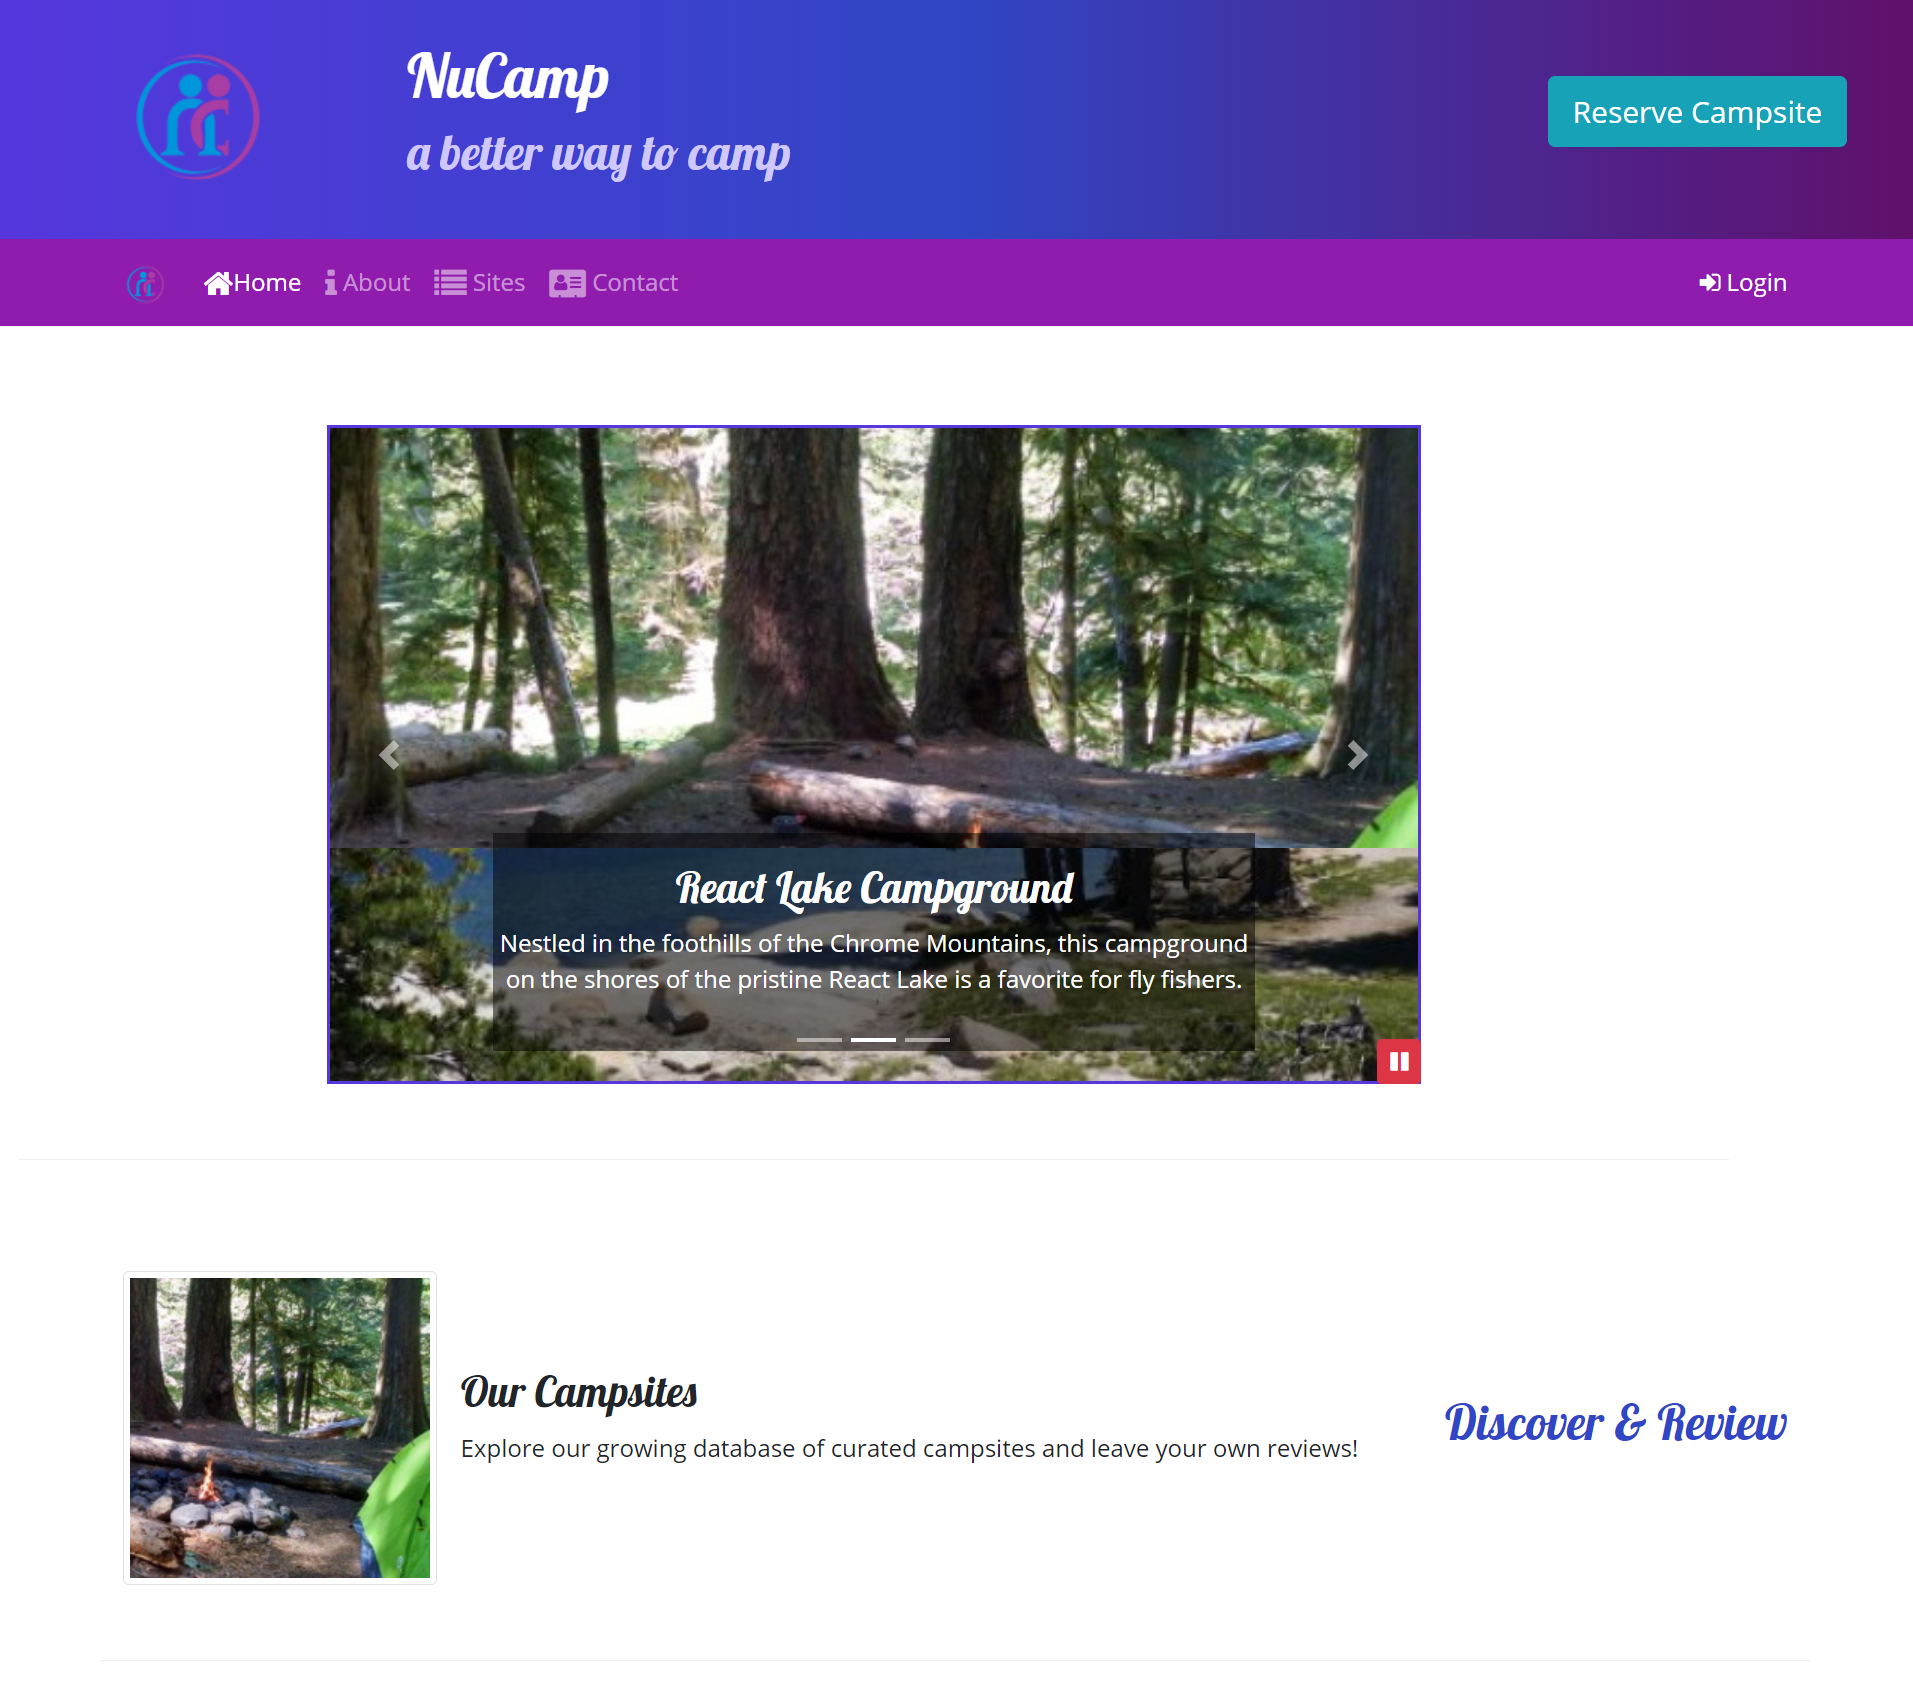 NuCamp
a better way to camp
Reserve Campsite
Home About Sites Contact Login
React Lake Campground
Nestled in the foothills of the Chrome Mountains, this campground
on the shores of the pristine React Lake is a favorite for fly fishers.
Our Campsites
Explore our growing database of curated campsites and leave your own reviews!
Discover & Review